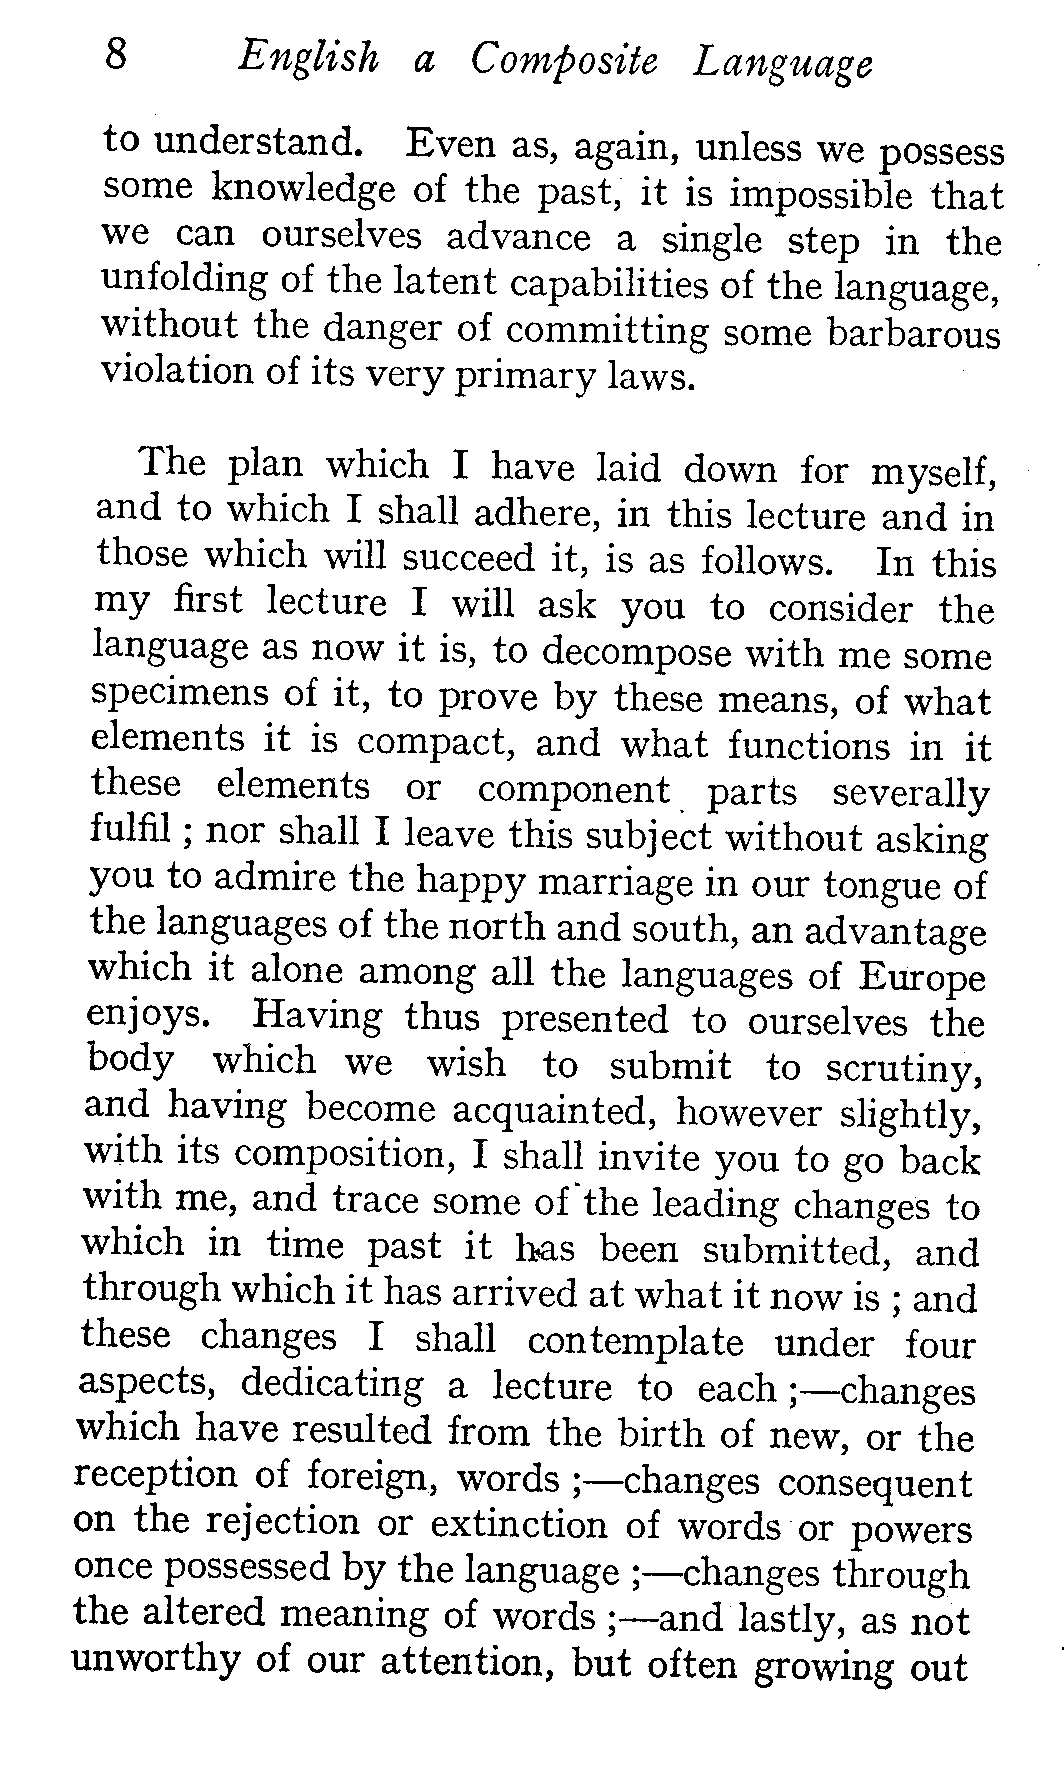 8 English a Composite Language
to understand. Even as, again, unless we possess
some knowledge of the past, it is impossible that
we can ourselves advance a single step in the
unfolding of the latent capabilities of the language,
without the danger of committing some barbarous
violation of its very primary laws.
The plan which I have laid down for myself,
and to which I shall adhere, in this lecture and in
those which will succeed it, is as follows. In this
my first lecture I will ask you to consider the
language as now it is, to decompose with me some
specimens of it, to prove by these means, of what
elements it is compact, and what functions in it
these elements or component parts severally
fulfil ; nor shall I leave this subject without asking
you to admire the happy marriage in our tongue of
the languages of the north and south, an advantage
which it alone among all the languages of Europe
enjoys. Having thus presented to ourselves the
body which we wish to submit to scrutiny,
and having become acquainted, however slightly,
with its composition, I shall invite you to go back
with me, and trace some of the leading changes to
which in time past it has been submitted, and
through which it has arrived at what it now is ; and
these changes I shall contemplate under four
aspects, dedicating a lecture to each ;—changes
which have resulted from the birth of new, or the
reception of foreign, words ;—changes consequent
on the rejection or extinction of words or powers
once possessed by the language ;—changes through
the altered meaning of words ;—and lastly, as not
unworthy of our attention, but often growing out